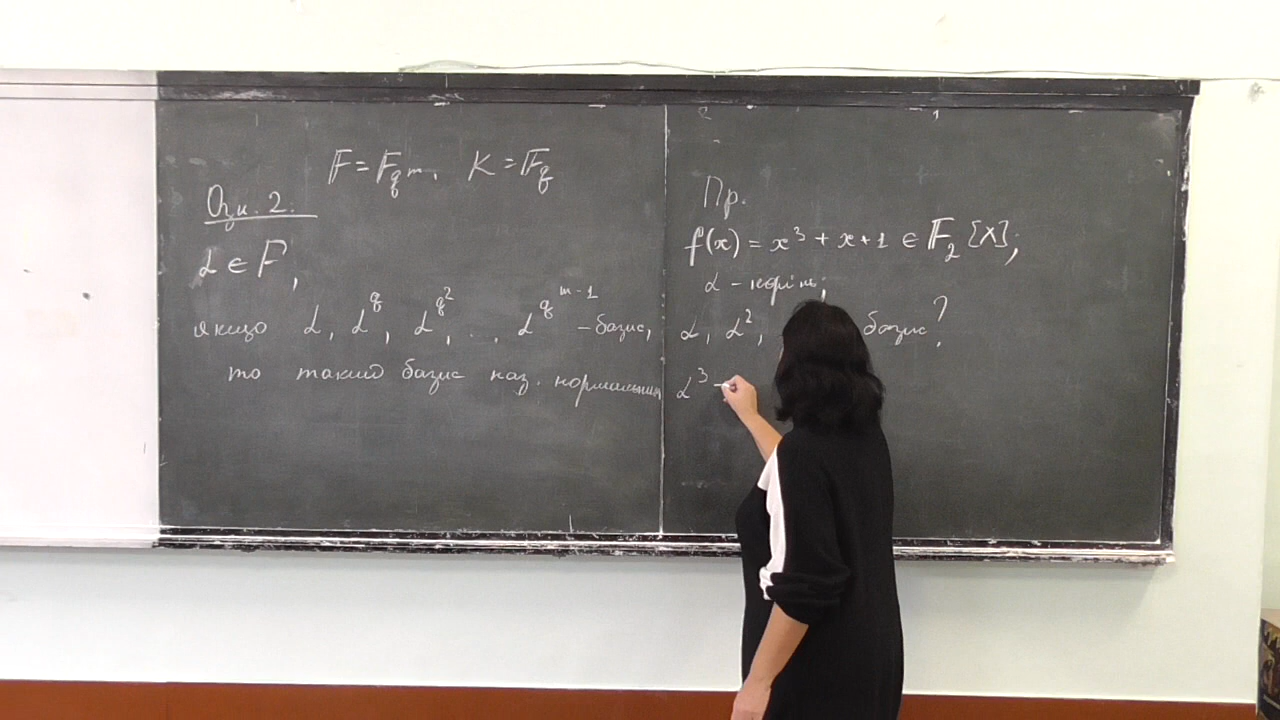 F = F_{q^m}, K = F_q
Озн. 2.
α ∈ F,
якщо α, α^q, α^{q^2}, ..., α^{q^{m-1}} - базис,
то такий базис наз. нормальним
Пр.
f(x) = x^3 + x + 1 ∈ F_2 [X];
α - корінь;
α, α^2, базис?
α^3